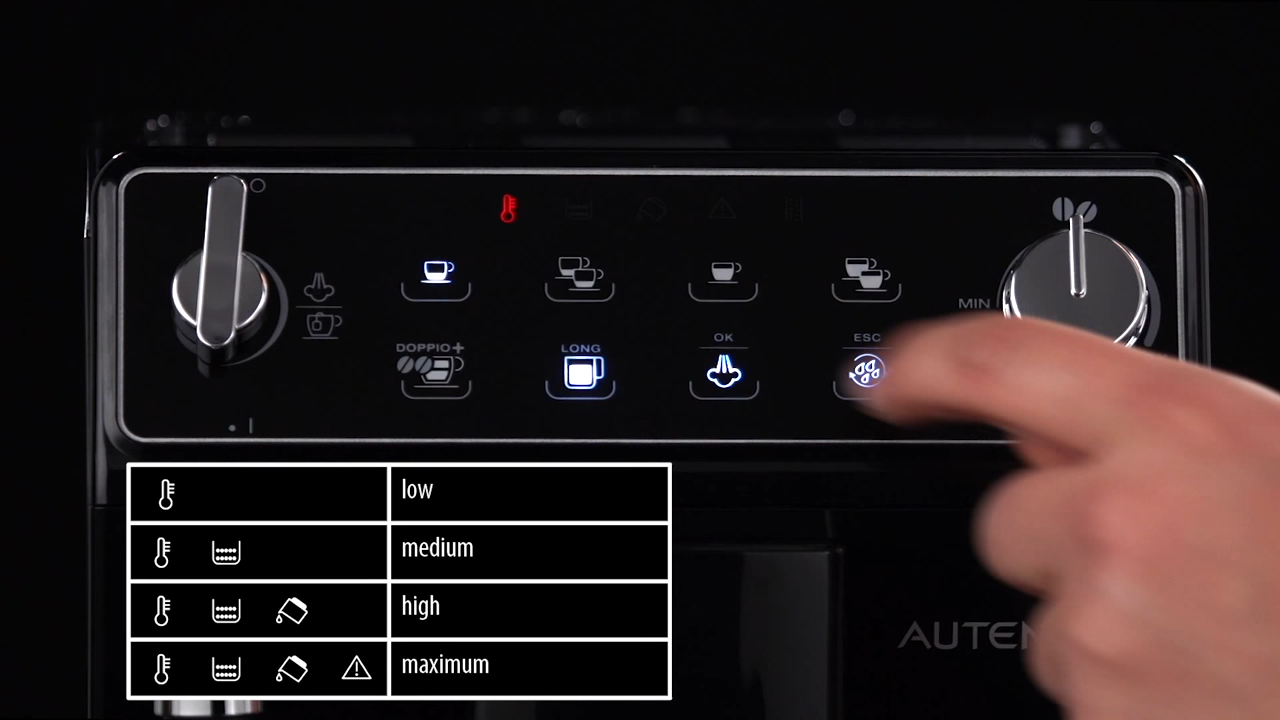 DOPPIO+
LONG
OK
ESC
MIN
low
medium
high
maximum
AUTEN